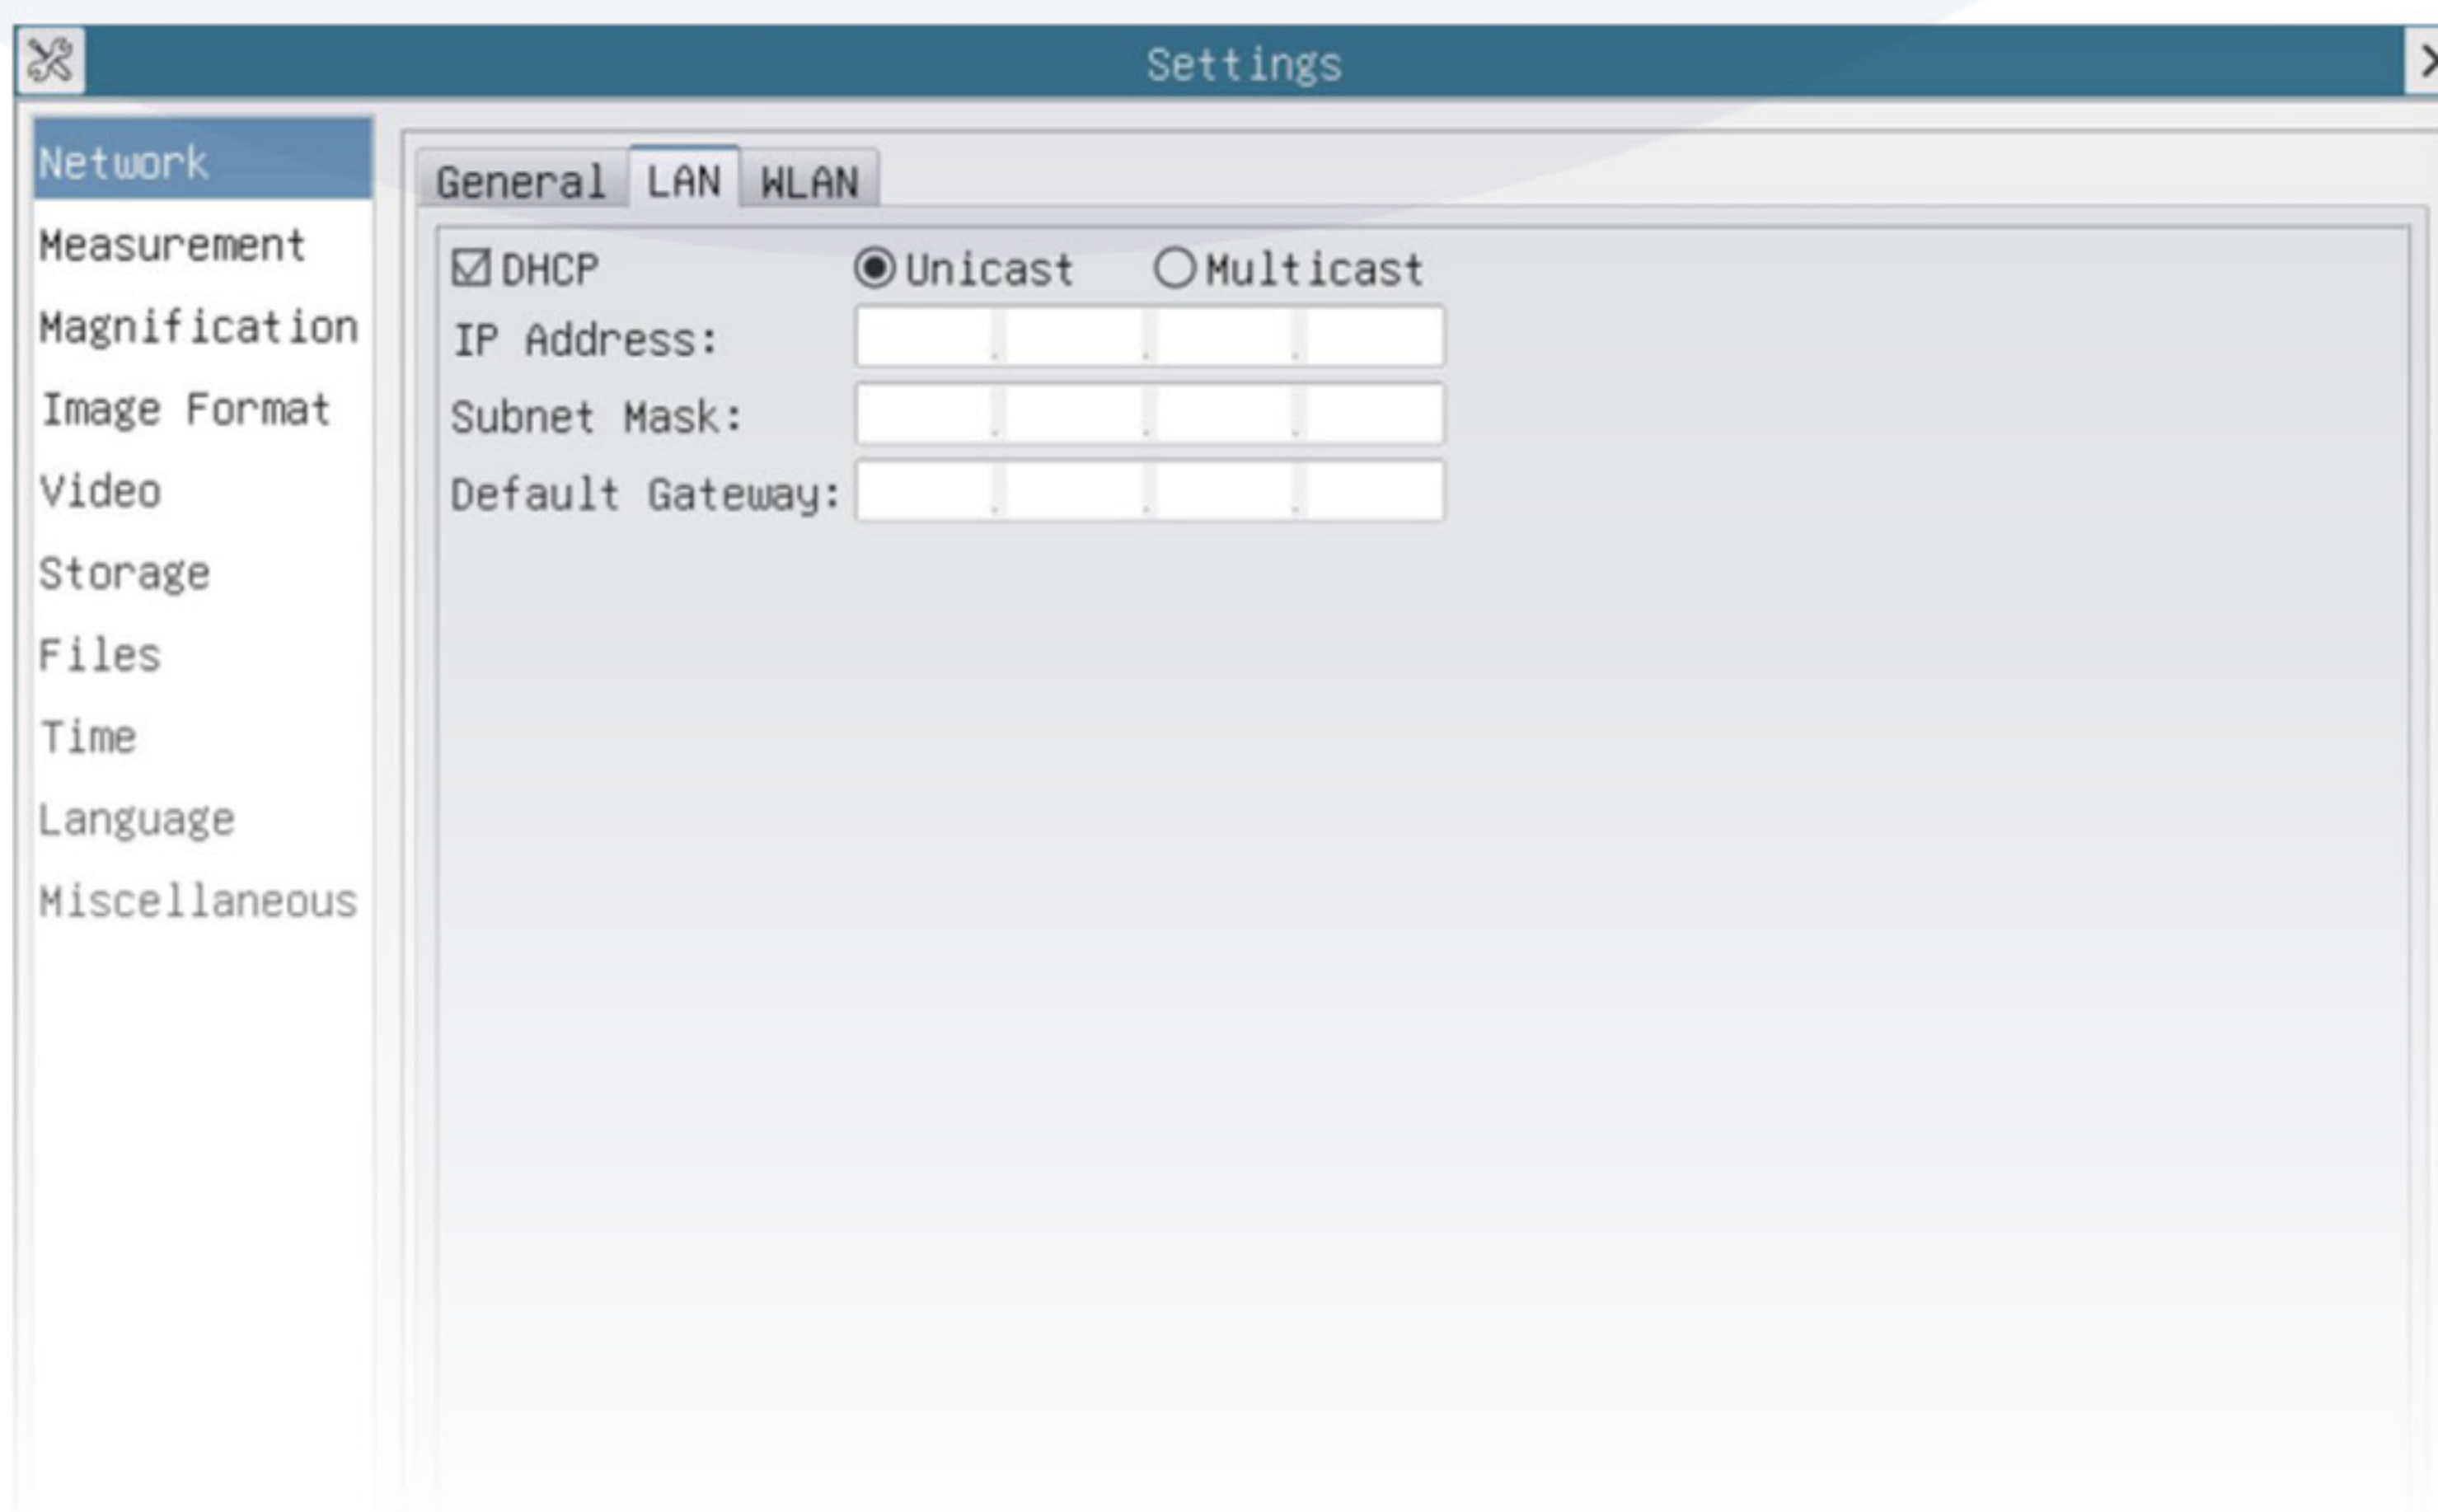 Settings
Network
Measurement
Magnification
Image Format
Video
Storage
Files
Time
Language
Miscellaneous
General LAN WLAN
DHCP Unicast Multicast
IP Address: . . .
Subnet Mask: . . .
Default Gateway: . . .